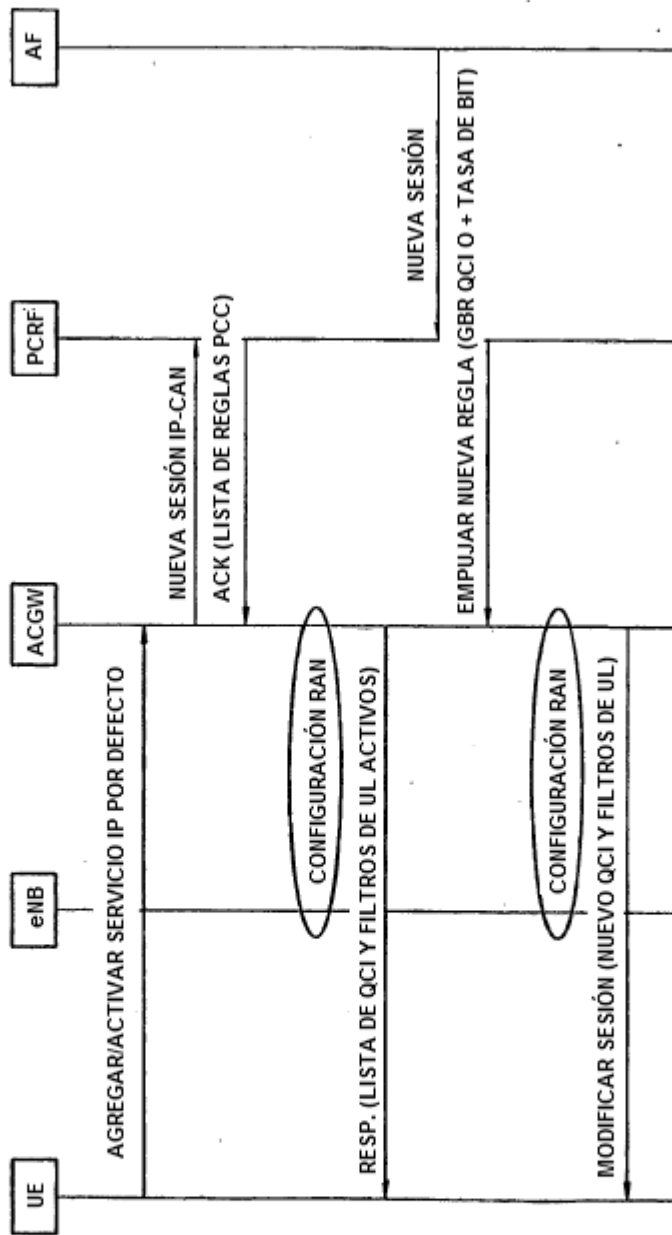 UE
eNB
ACGW
PCRF
AF
AGREGAR/ACTIVAR SERVICIO IP POR DEFECTO
NUEVA SESIÓN IP-CAN
ACK (LISTA DE REGLAS PCC)
CONFIGURACIÓN RAN
RESP. (LISTA DE QCI Y FILTROS DE UL ACTIVOS)
NUEVA SESIÓN
EMPUJAR NUEVA REGLA (GBR QCI O + TASA DE BIT)
CONFIGURACIÓN RAN
MODIFICAR SESIÓN (NUEVO QCI Y FILTROS DE UL)